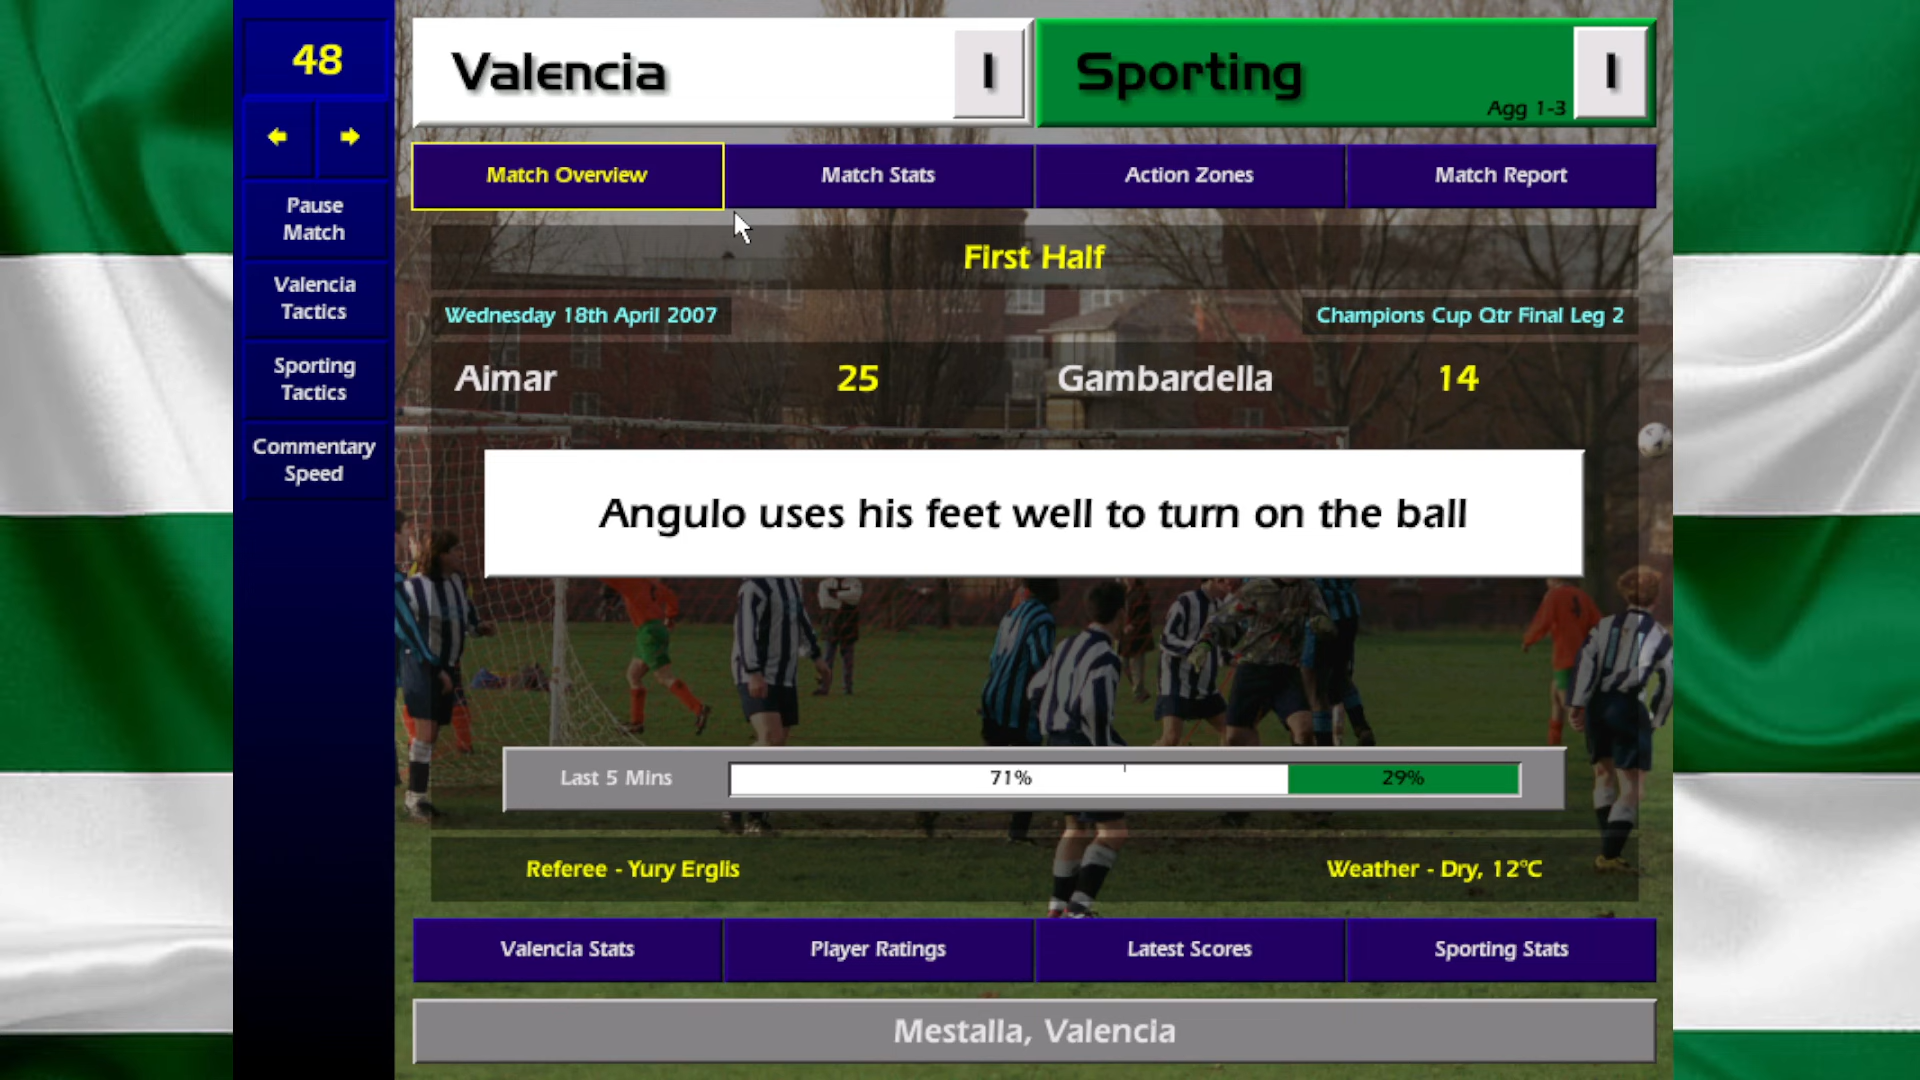 48
Valencia 1
Sporting 1
Agg 1-3
Match Overview
Match Stats
Action Zones
Match Report
Pause
Match
Valencia
Tactics
Sporting
Tactics
Commentary
Speed
First Half
Wednesday 18th April 2007
Champions Cup Qtr Final Leg 2
Aimar 25
Gambardella 14
Angulo uses his feet well to turn on the ball
Last 5 Mins 71% 29%
Referee - Yury Erglis
Weather - Dry, 12°C
Valencia Stats
Player Ratings
Latest Scores
Sporting Stats
Mestalla, Valencia